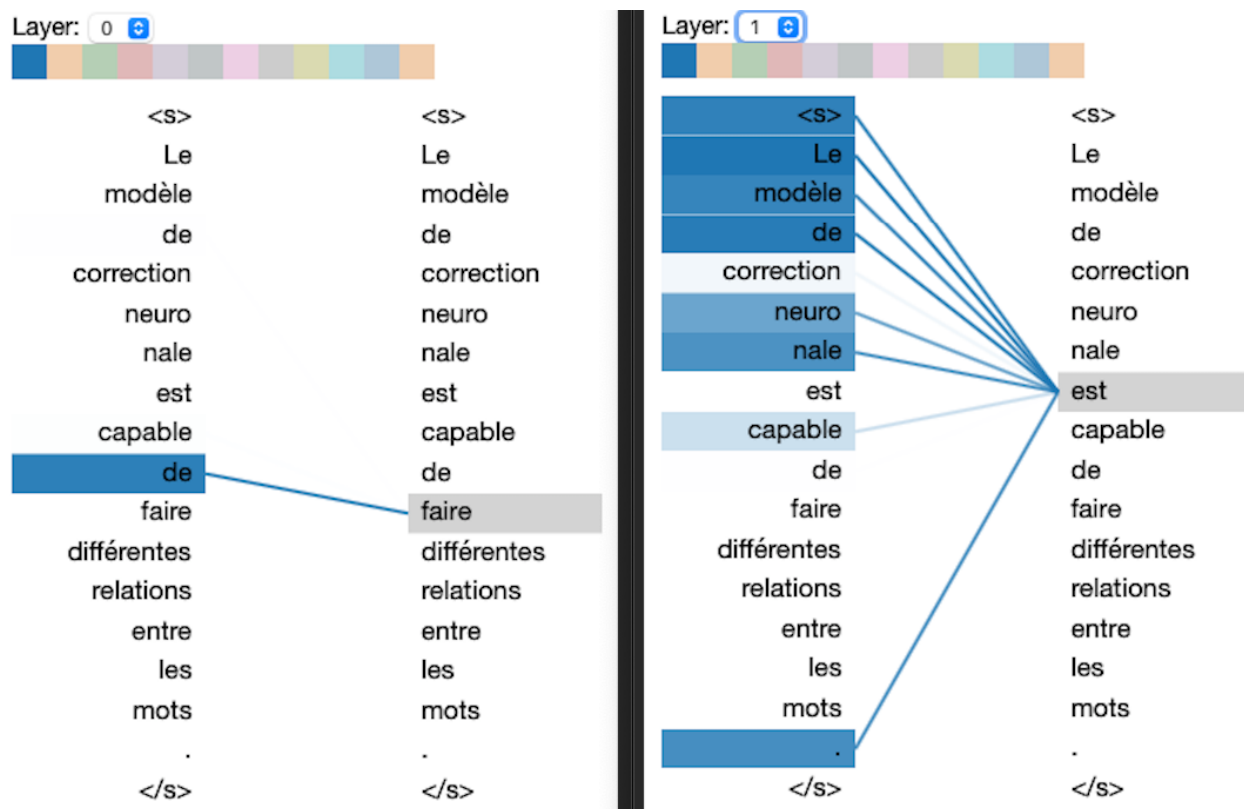 Layer: 0
<s> <s>
Le Le
modèle modèle
de de
correction correction
neuro neuro
nale nale
est est
capable capable
de de
faire faire
différentes différentes
relations relations
entre entre
les les
mots mots
. .
</s> </s>
Layer: 1
<s> <s>
Le Le
modèle modèle
de de
correction correction
neuro neuro
nale nale
est est
capable capable
de de
faire faire
différentes différentes
relations relations
entre entre
les les
mots mots
. .
</s> </s>